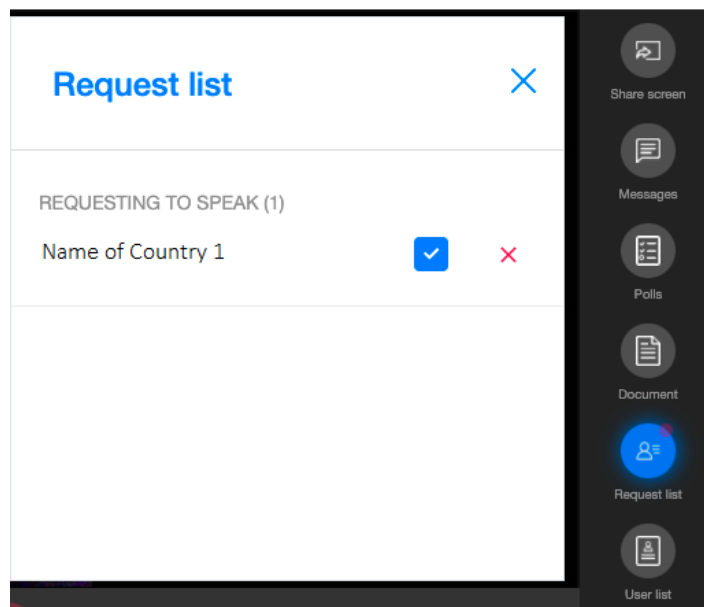 Request list
REQUESTING TO SPEAK (1)
Name of Country 1
Share screen
Messages
Polls
Document
Request list
User list